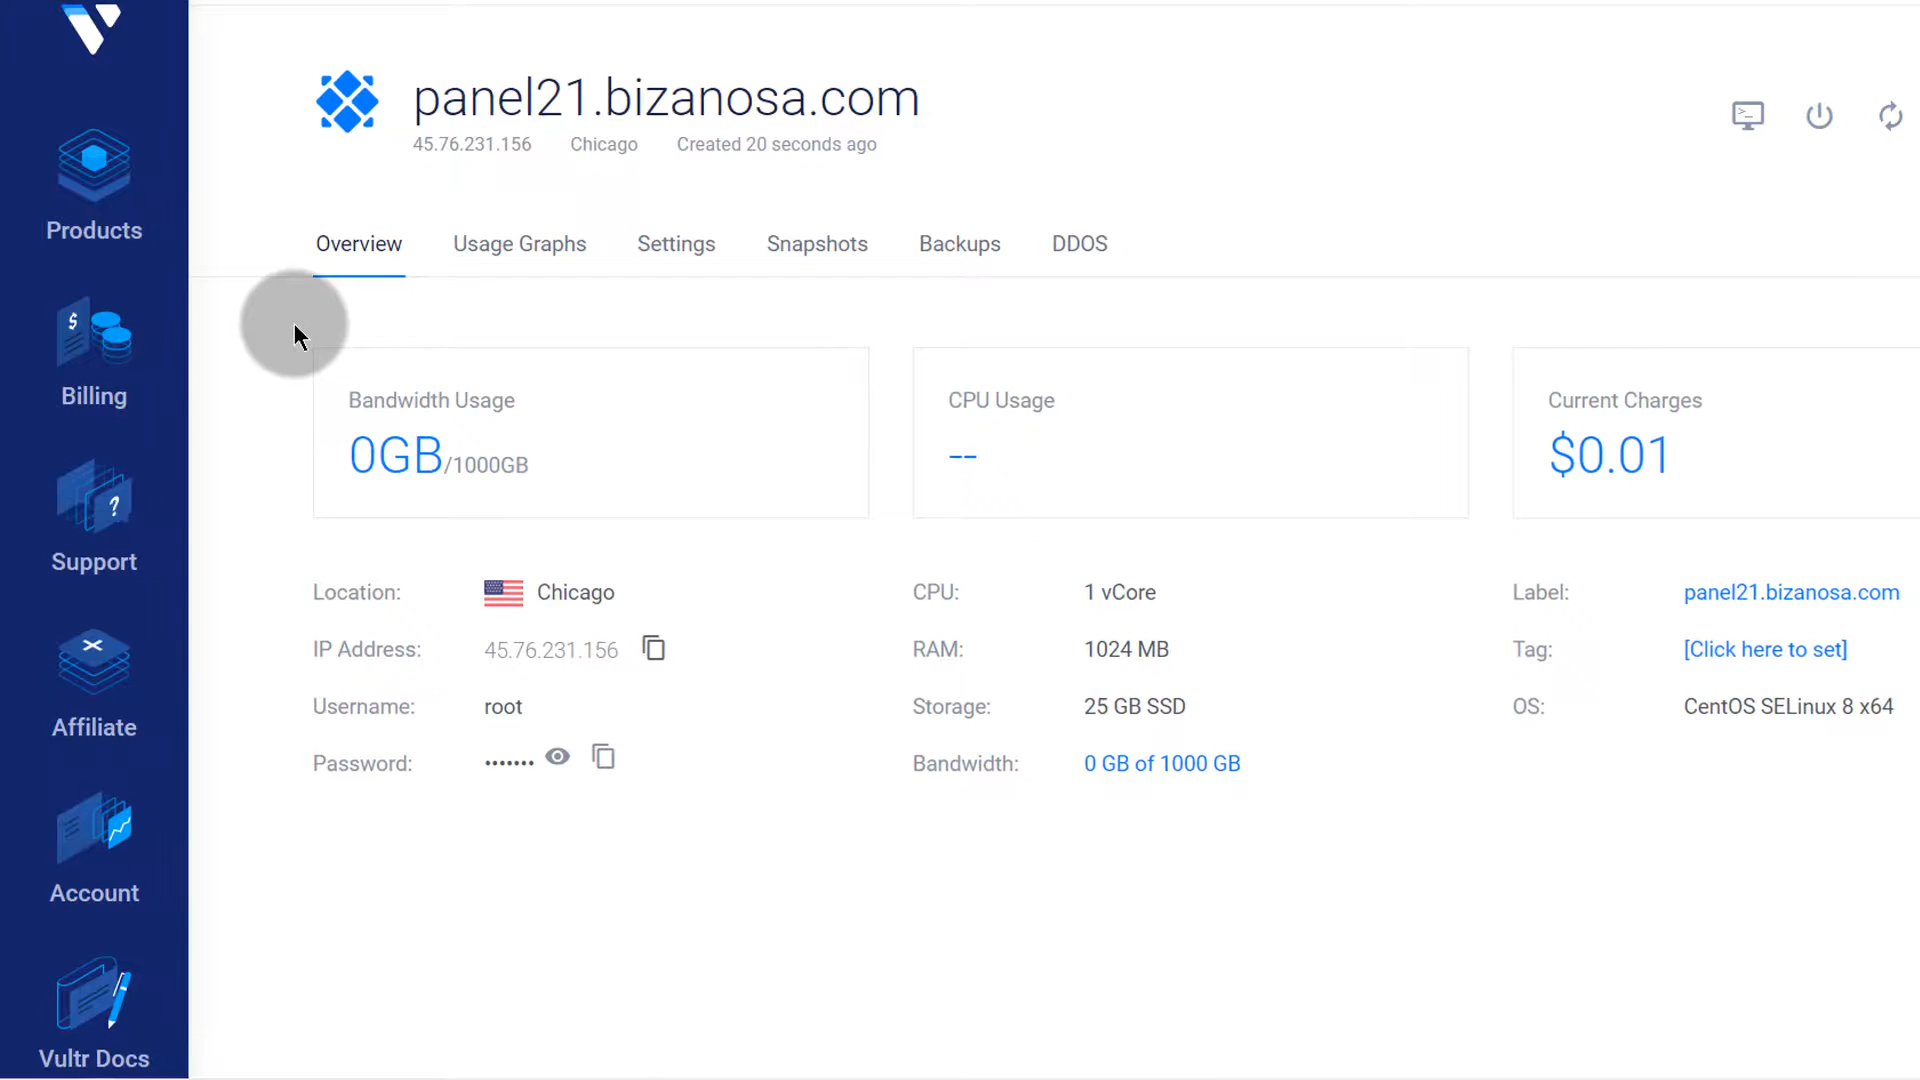 panel21.bizanosa.com
45.76.231.156 Chicago Created 20 seconds ago
Products
Overview Usage Graphs Settings Snapshots Backups DDOS
$
Billing
Bandwidth Usage CPU Usage Current Charges
0GB/1000GB -- $0.01
?
Support
Location: Chicago CPU: 1 vCore Label: panel21.bizanosa.com
IP Address: 45.76.231.156 RAM: 1024 MB Tag: [Click here to set]
Username: root Storage: 25 GB SSD OS: CentOS SELinux 8 x64
Affiliate
Password: ••••••• Bandwidth: 0 GB of 1000 GB
Account
Vultr Docs